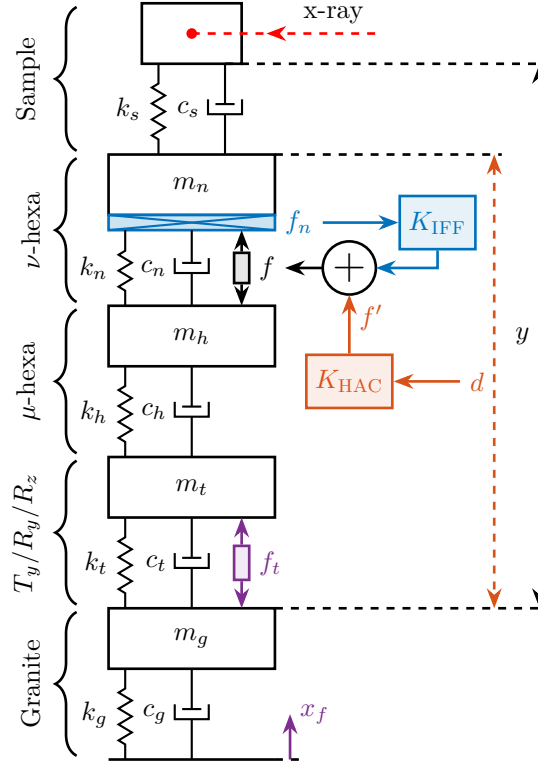 x-ray
Sample
k_s
c_s
m_n
ν-hexa
f_n
K_IFF
k_n
c_n
f
m_h
f'
y
μ-hexa
K_HAC
d
k_h
c_h
m_t
T_y/R_y/R_z
k_t
c_t
f_t
m_g
Granite
k_g
c_g
x_f